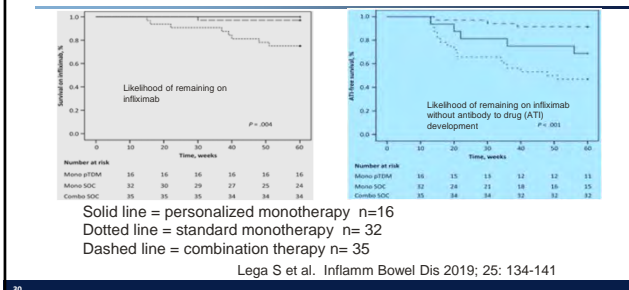 1.0
0.8
0.6
0.4
0.2
0.0
Survival on infliximab, %
Likelihood of remaining on
infliximab
P = .004
0 10 20 30 40 50 60
Time, weeks
Number at risk
Mono pTDM 16 16 16 16 16 16 16
Mono SOC 32 30 29 27 25 24
Combo SOC 35 35 35 34 34 34
1.0
0.8
0.6
0.4
0.2
0.0
ATI-free survival, %
Likelihood of remaining on infliximab
without antibody to drug (ATI)
development
P < .001
0 10 20 30 40 50 60
Time, weeks
Number at risk
Mono pTDM 16 15 13 12 12 11
Mono SOC 32 24 21 18 16 15
Combo SOC 35 34 34 32 32 32
Solid line = personalized monotherapy n=16
Dotted line = standard monotherapy n= 32
Dashed line = combination therapy n= 35
Lega S et al. Inflamm Bowel Dis 2019; 25: 134-141
30